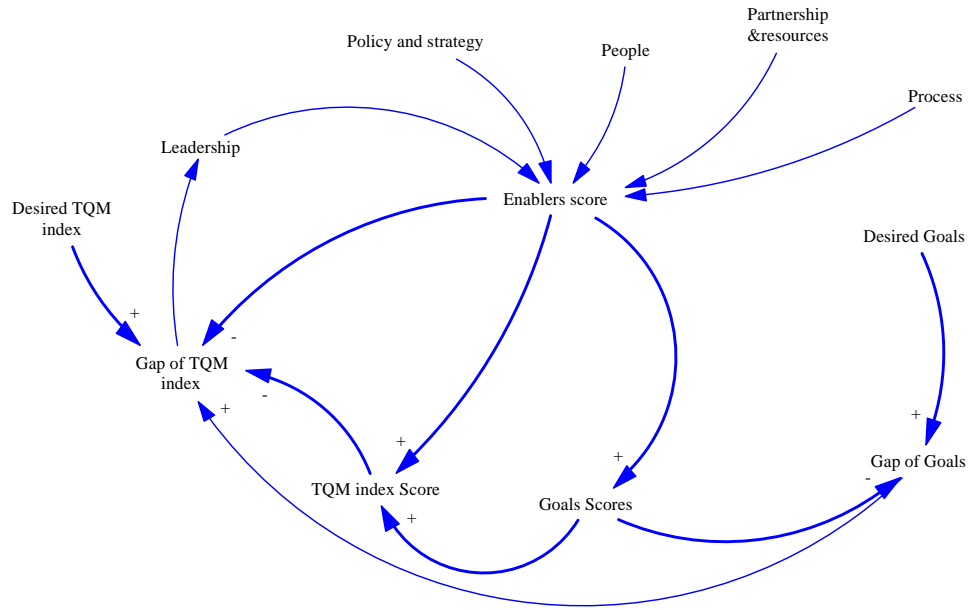 Partnership
&resources
Policy and strategy
People
Process
Leadership
Enablers score
Desired TQM
index
Desired Goals
+
-
Gap of TQM
index
-
+
+
+
+
Gap of Goals
-
TQM index Score
Goals Scores
+